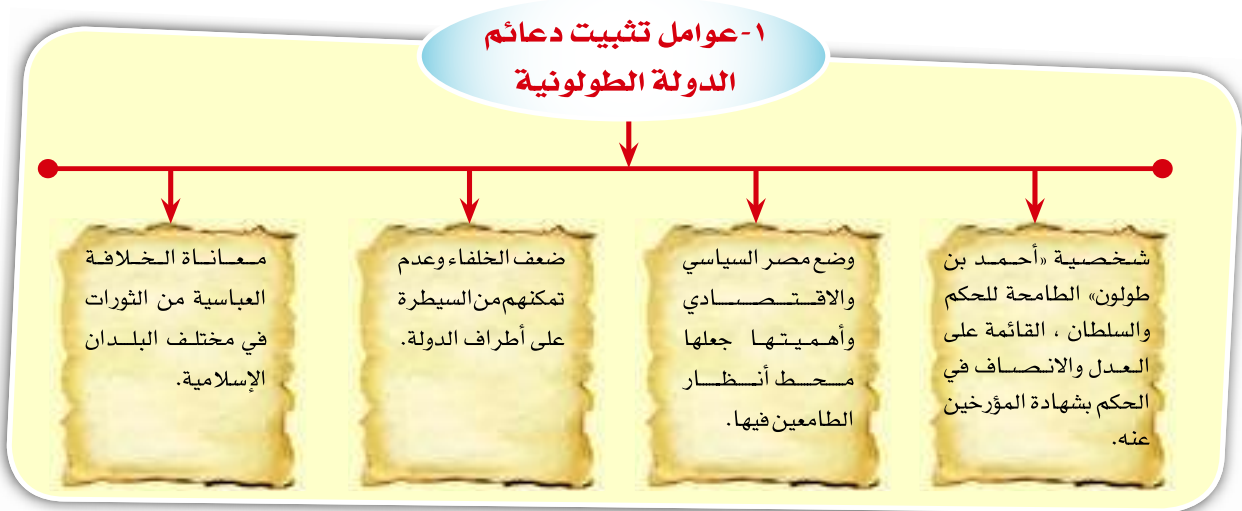 ١-عوامل تثبيت دعائم
الدولة الطولونية
شخصية «أحمد بن
طولون» الطامحة للحكم
والسلطان ، القائمة على
العدل والانصاف في
الحكم بشهادة المؤرخين
عنه.
وضع مصر السياسي
والاقتصادي
وأهميتها جعلها
محط أنظار
الطامعين فيها.
ضعف الخلفاء وعدم
تمكنهم من السيطرة
على أطراف الدولة.
معاناة الخلافة
العباسية من الثورات
في مختلف البلدان
الإسلامية.